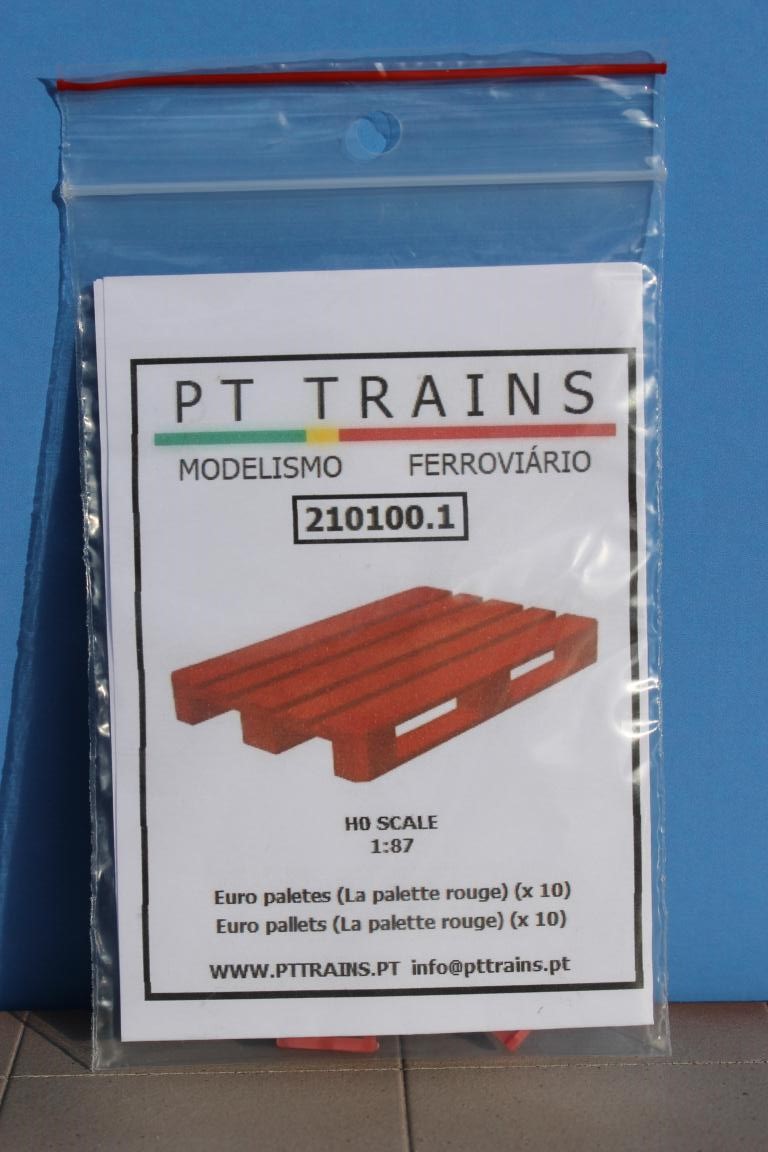 PT TRAINS
MODELISMO FERROVIÁRIO
210100.1
H0 SCALE
1:87
Euro paletes (La palette rouge) (x 10)
Euro pallets (La palette rouge) (x 10)
WWW.PTTRAINS.PT info@pttrains.pt